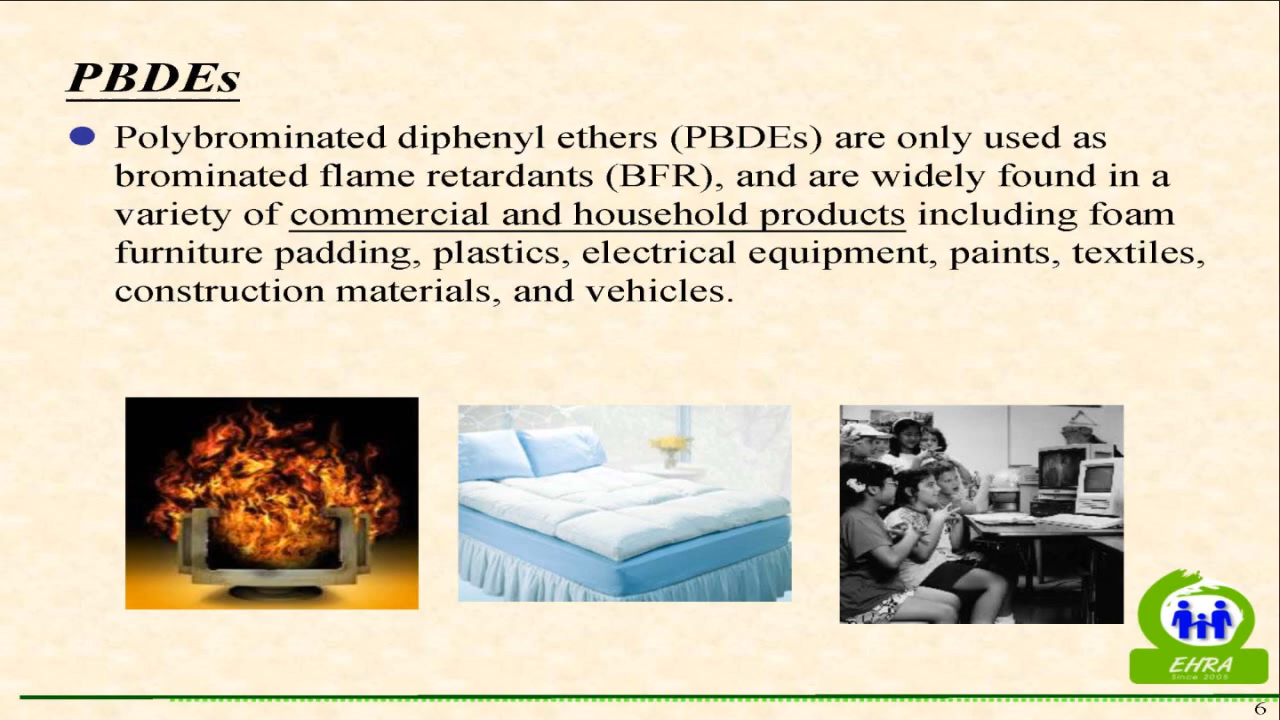 PBDEs
Polybrominated diphenyl ethers (PBDEs) are only used as
brominated flame retardants (BFR), and are widely found in a
variety of commercial and household products including foam
furniture padding, plastics, electrical equipment, paints, textiles,
construction materials, and vehicles.
EHRA
Since 2005
6